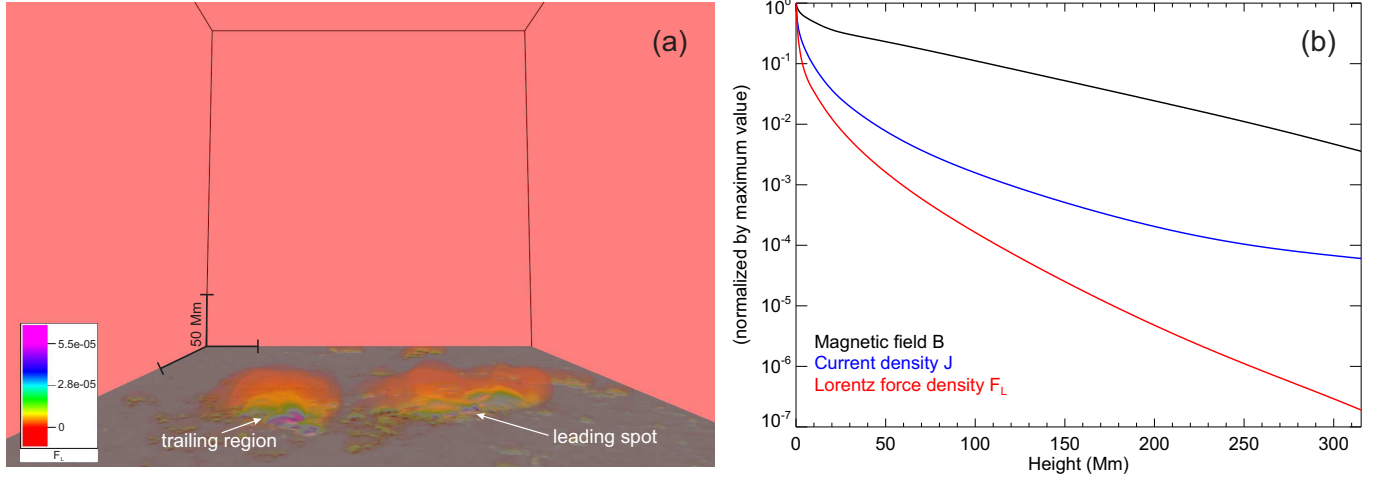 (a)
50 Mm
5.5e-05
2.8e-05
0
F_L
trailing region
leading spot
(b)
(normalized by maximum value)
10^0
10^-1
10^-2
10^-3
10^-4
10^-5
10^-6
10^-7
Magnetic field B
Current density J
Lorentz force density F_L
0 50 100 150 200 250 300
Height (Mm)